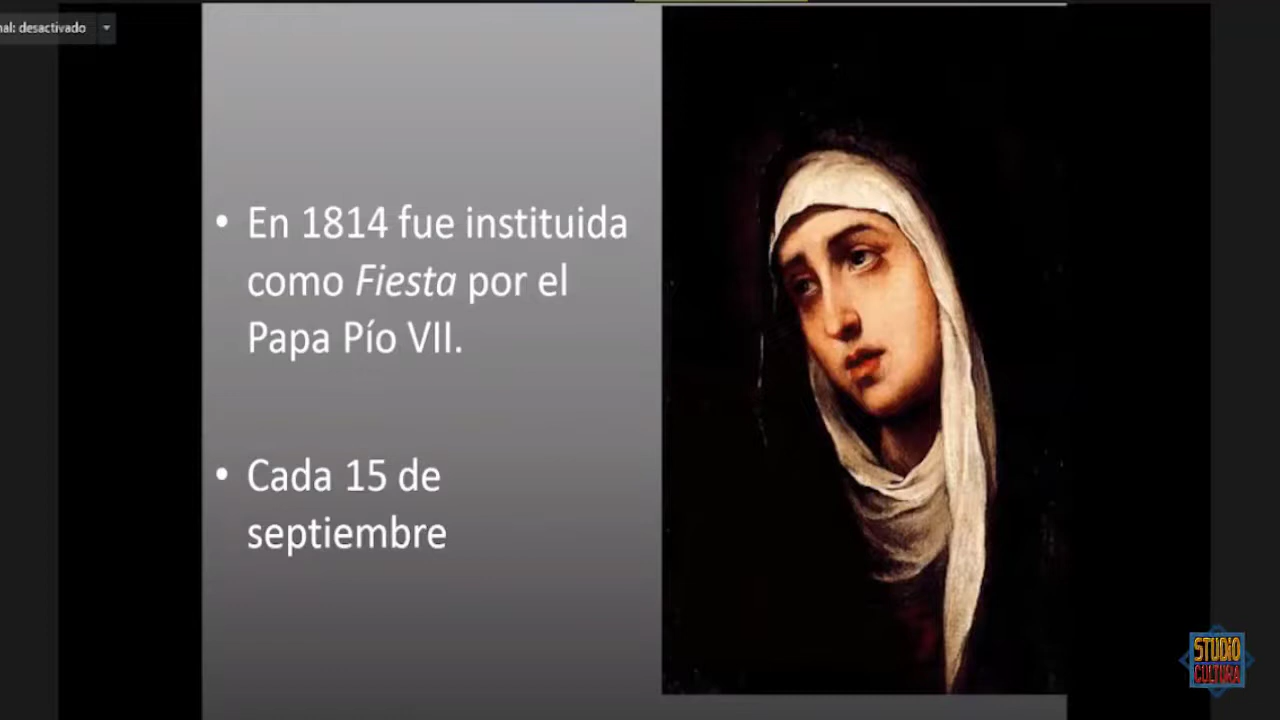 nal: desactivado
• En 1814 fue instituida
como Fiesta por el
Papa Pío VII.
• Cada 15 de
septiembre
STUDIO
CULTURA